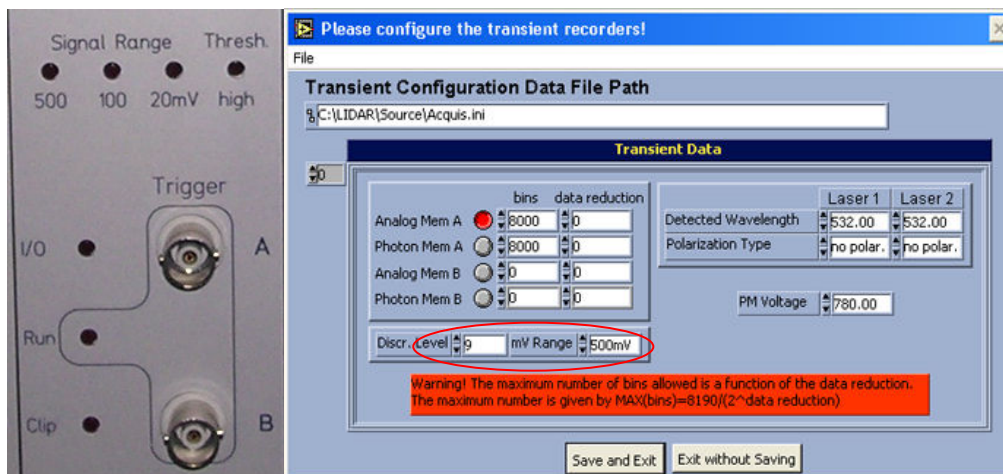 Signal Range Thresh.
500 100 20mV high
Trigger
I/O A
Run
Clip B
Please configure the transient recorders!
File
Transient Configuration Data File Path
C:\LIDAR\Source\Acquis.ini
Transient Data
0
bins data reduction
Analog Mem A 8000 0
Photon Mem A 8000 0
Analog Mem B 0 0
Photon Mem B 0 0
Discr. Level 9 mV Range 500mV
Laser 1 Laser 2
Detected Wavelength 532.00 532.00
Polarization Type no polar. no polar.
PM Voltage 780.00
Warning! The maximum number of bins allowed is a function of the data reduction.
The maximum number is given by MAX(bins)=8190/(2^data reduction)
Save and Exit Exit without Saving